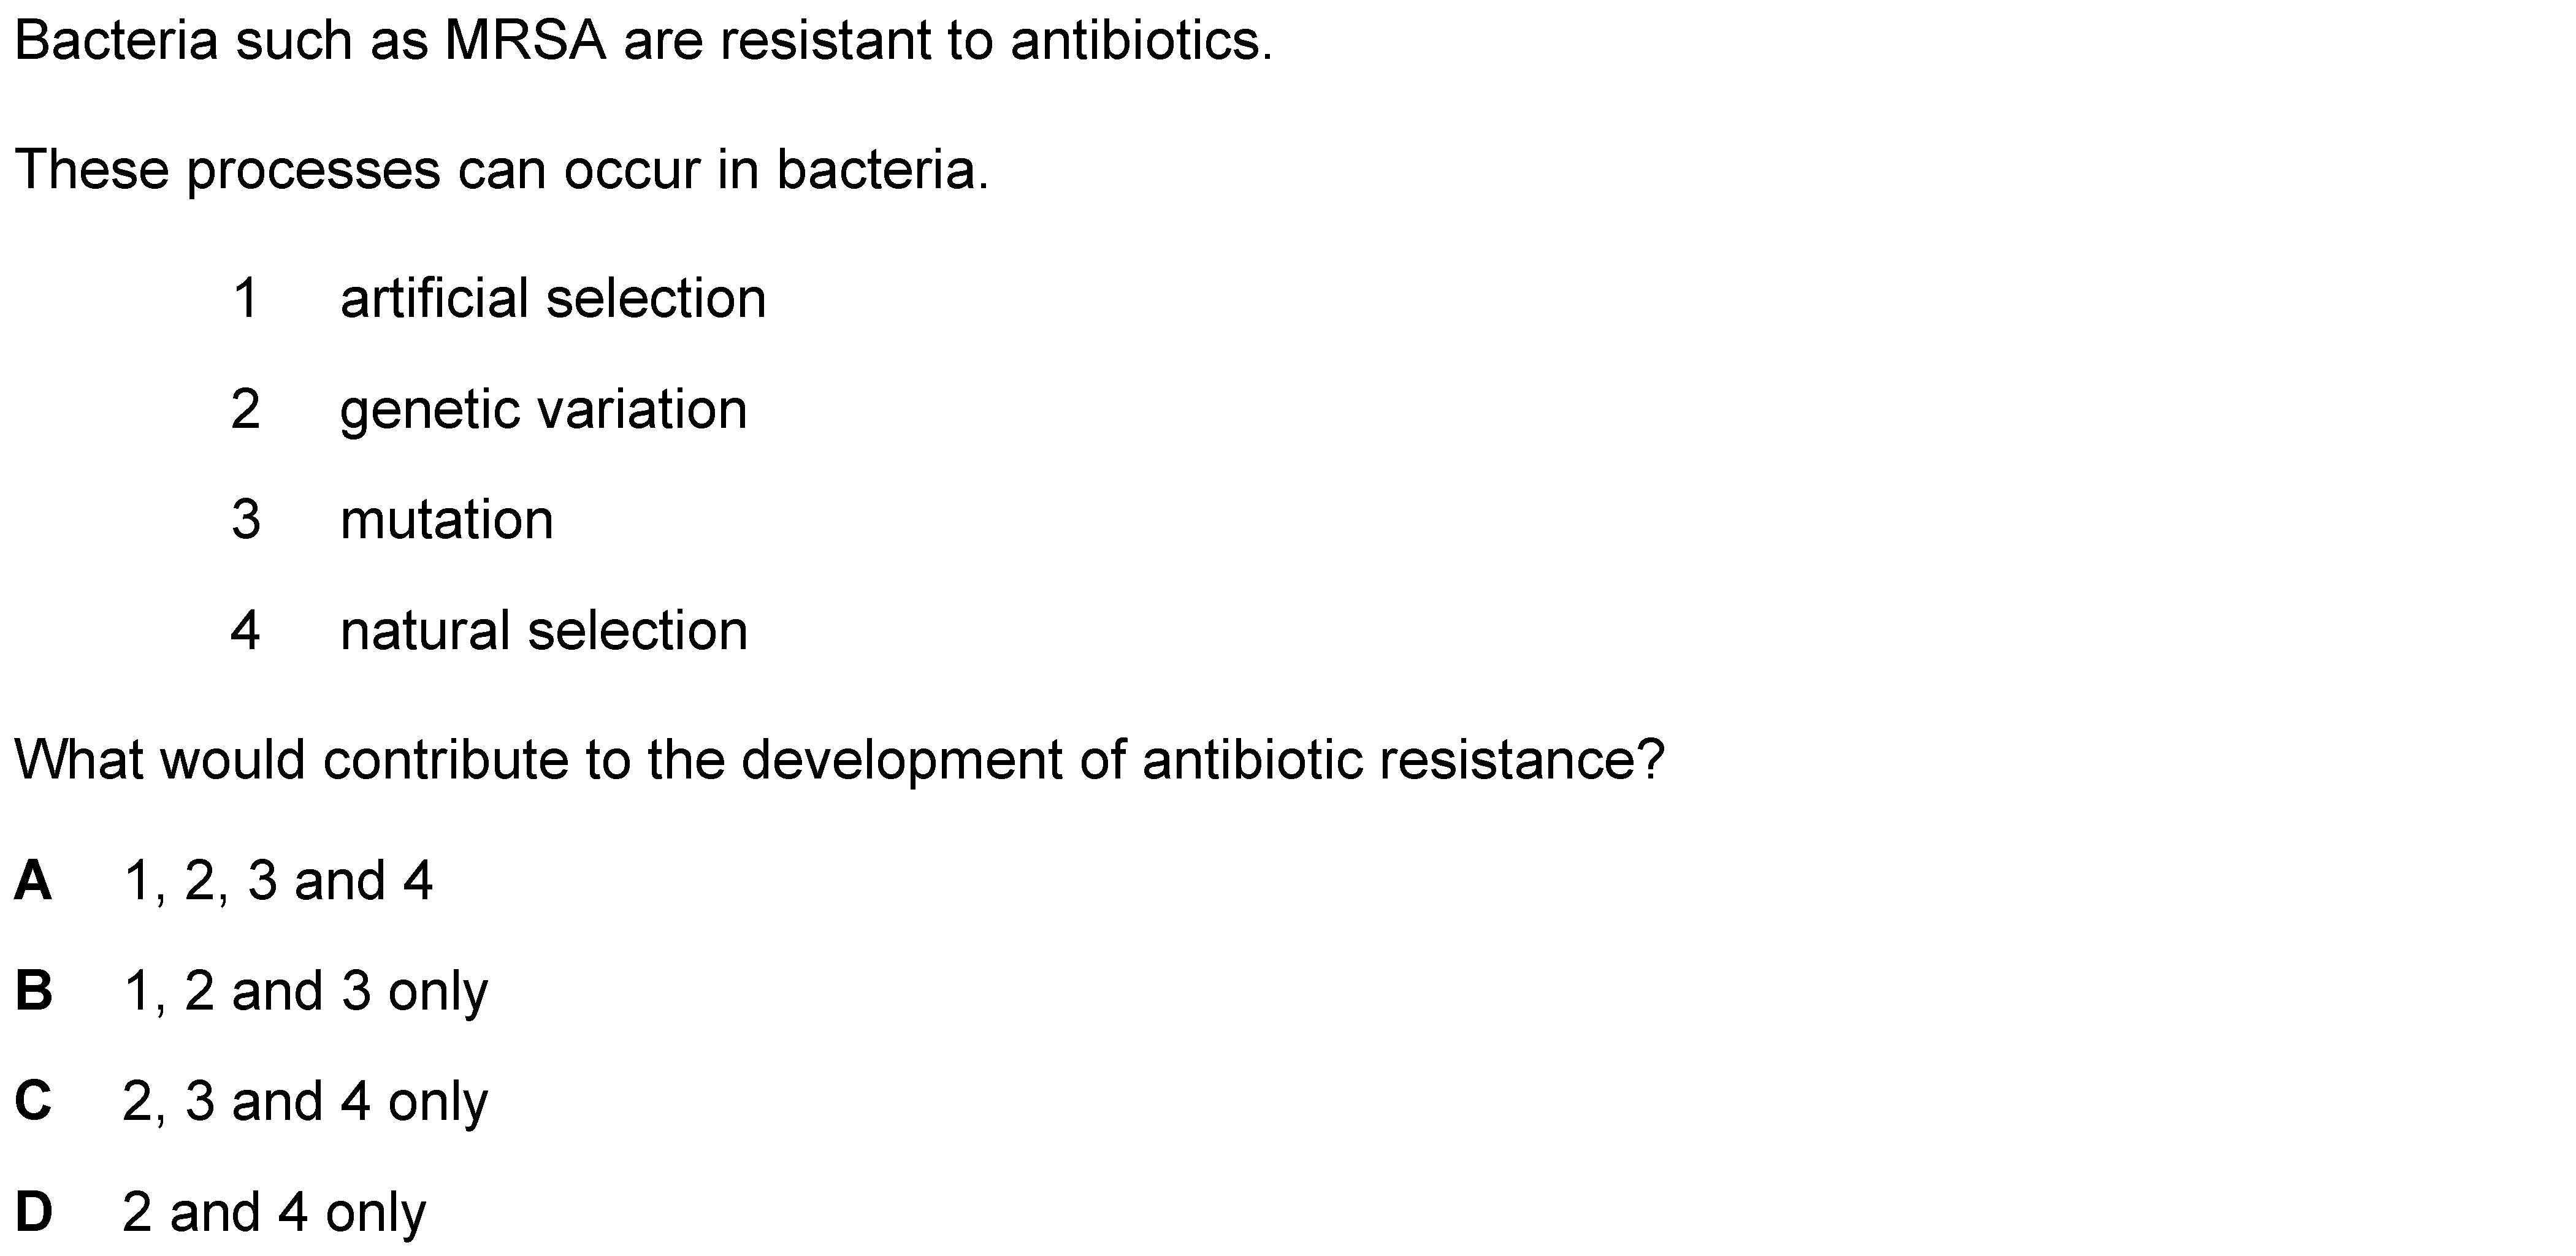 Bacteria such as MRSA are resistant to antibiotics.
These processes can occur in bacteria.
1 artificial selection
2 genetic variation
3 mutation
4 natural selection
What would contribute to the development of antibiotic resistance?
A 1, 2, 3 and 4
B 1, 2 and 3 only
C 2, 3 and 4 only
D 2 and 4 only